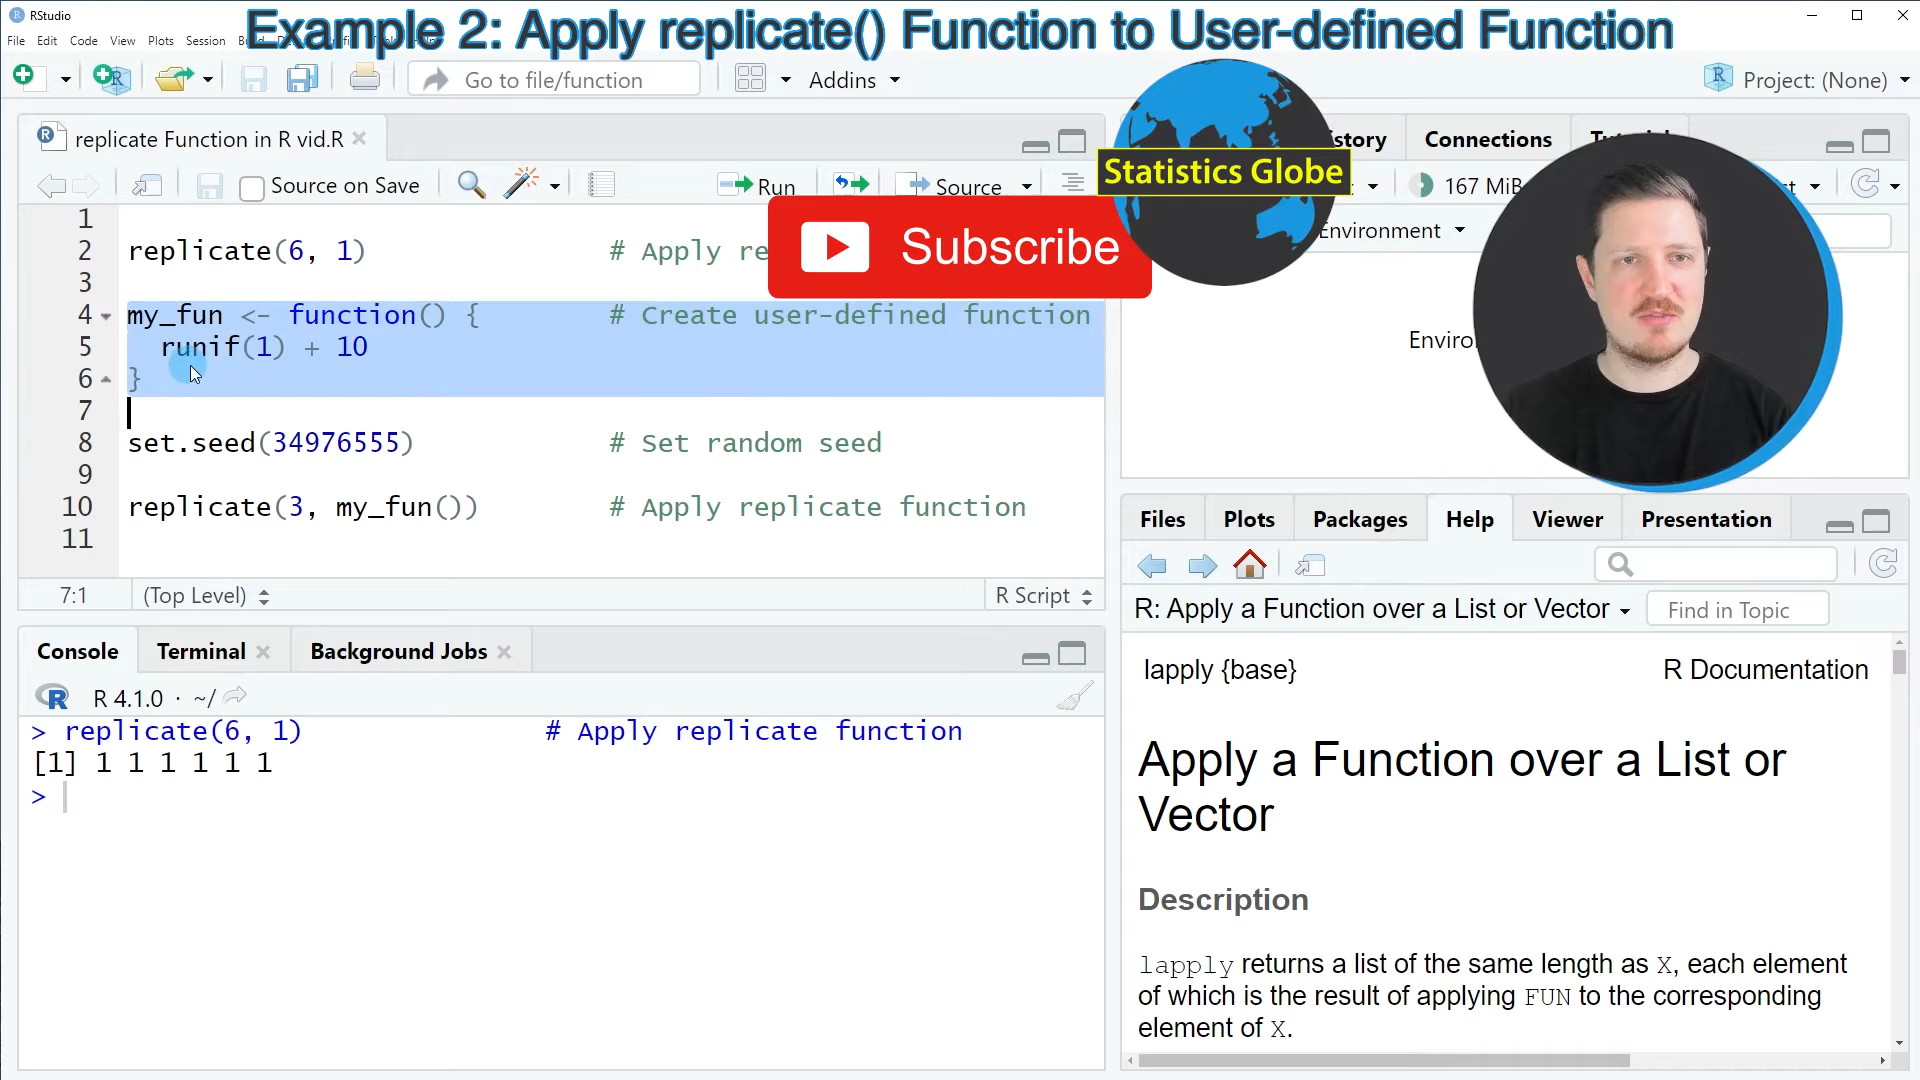 RStudio
Example 2: Apply replicate() Function to User-defined Function
File Edit Code View Plots Session
Go to file/function
Addins
Project: (None)
replicate Function in R vid.R
Source on Save
Run
Source
1
2 replicate(6, 1) # Apply re
3
4 my_fun <- function() { # Create user-defined function
5 runif(1) + 10
6 }
7
8 set.seed(34976555) # Set random seed
9
10 replicate(3, my_fun()) # Apply replicate function
11
7:1 (Top Level) R Script
Subscribe
Statistics Globe
story Connections
167 MiB
Environment
Enviro
Console Terminal Background Jobs
R 4.1.0 · ~/
> replicate(6, 1) # Apply replicate function
[1] 1 1 1 1 1 1
>
Files Plots Packages Help Viewer Presentation
R: Apply a Function over a List or Vector Find in Topic
lapply {base} R Documentation
Apply a Function over a List or
Vector
Description
lapply returns a list of the same length as X, each element
of which is the result of applying FUN to the corresponding
element of X.